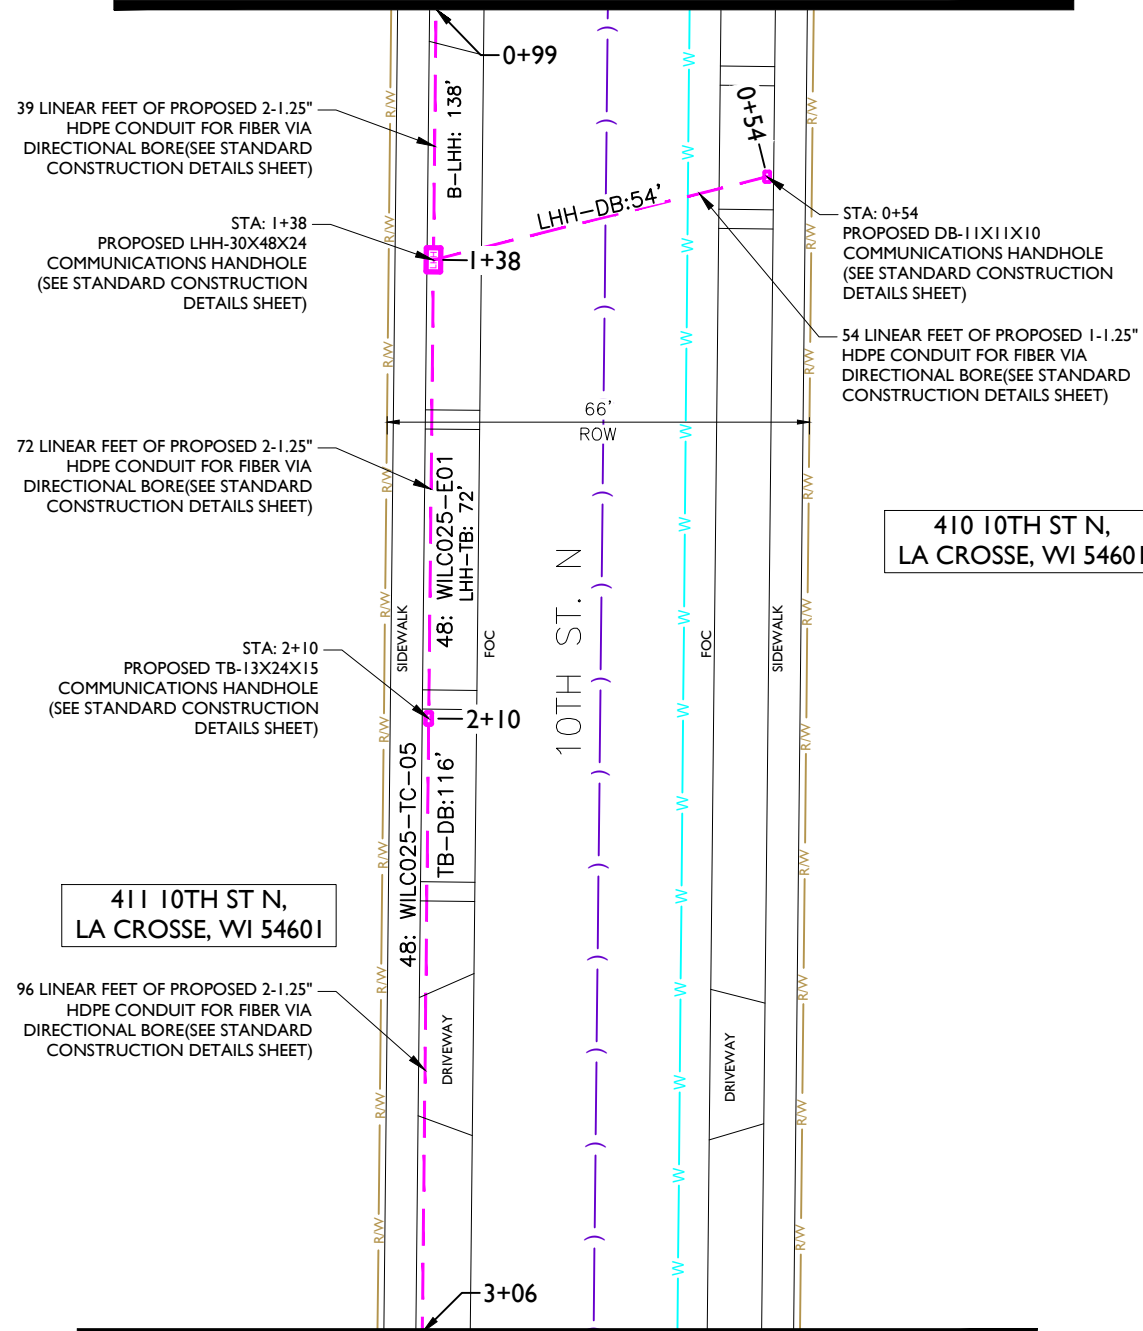 0+99
39 LINEAR FEET OF PROPOSED 2-1.25"
HDPE CONDUIT FOR FIBER VIA
DIRECTIONAL BORE(SEE STANDARD
CONSTRUCTION DETAILS SHEET)
B-LHH: 138'
0+54
LHH-DB:54'
STA: 1+38
PROPOSED LHH-30X48X24
COMMUNICATIONS HANDHOLE
(SEE STANDARD CONSTRUCTION
DETAILS SHEET)
LHH
1+38
STA: 0+54
PROPOSED DB-11X11X10
COMMUNICATIONS HANDHOLE
(SEE STANDARD CONSTRUCTION
DETAILS SHEET)
54 LINEAR FEET OF PROPOSED 1-1.25"
HDPE CONDUIT FOR FIBER VIA
DIRECTIONAL BORE(SEE STANDARD
CONSTRUCTION DETAILS SHEET)
66'
ROW
72 LINEAR FEET OF PROPOSED 2-1.25"
HDPE CONDUIT FOR FIBER VIA
DIRECTIONAL BORE(SEE STANDARD
CONSTRUCTION DETAILS SHEET)
48: WILC025-E01
LHH-TB: 72'
410 10TH ST N,
LA CROSSE, WI 54601
10TH ST. N
SIDEWALK
FOC
FOC
SIDEWALK
STA: 2+10
PROPOSED TB-13X24X15
COMMUNICATIONS HANDHOLE
(SEE STANDARD CONSTRUCTION
DETAILS SHEET)
2+10
48: WILC025-TC-05
TB-DB:116'
411 10TH ST N,
LA CROSSE, WI 54601
96 LINEAR FEET OF PROPOSED 2-1.25"
HDPE CONDUIT FOR FIBER VIA
DIRECTIONAL BORE(SEE STANDARD
CONSTRUCTION DETAILS SHEET)
DRIVEWAY
DRIVEWAY
3+06
R/W
R/W
R/W
R/W
R/W
R/W
R/W
R/W
R/W
R/W
R/W
R/W
R/W
R/W
W
W
W
W
W
W
W
W
W
W
W
W
W
W